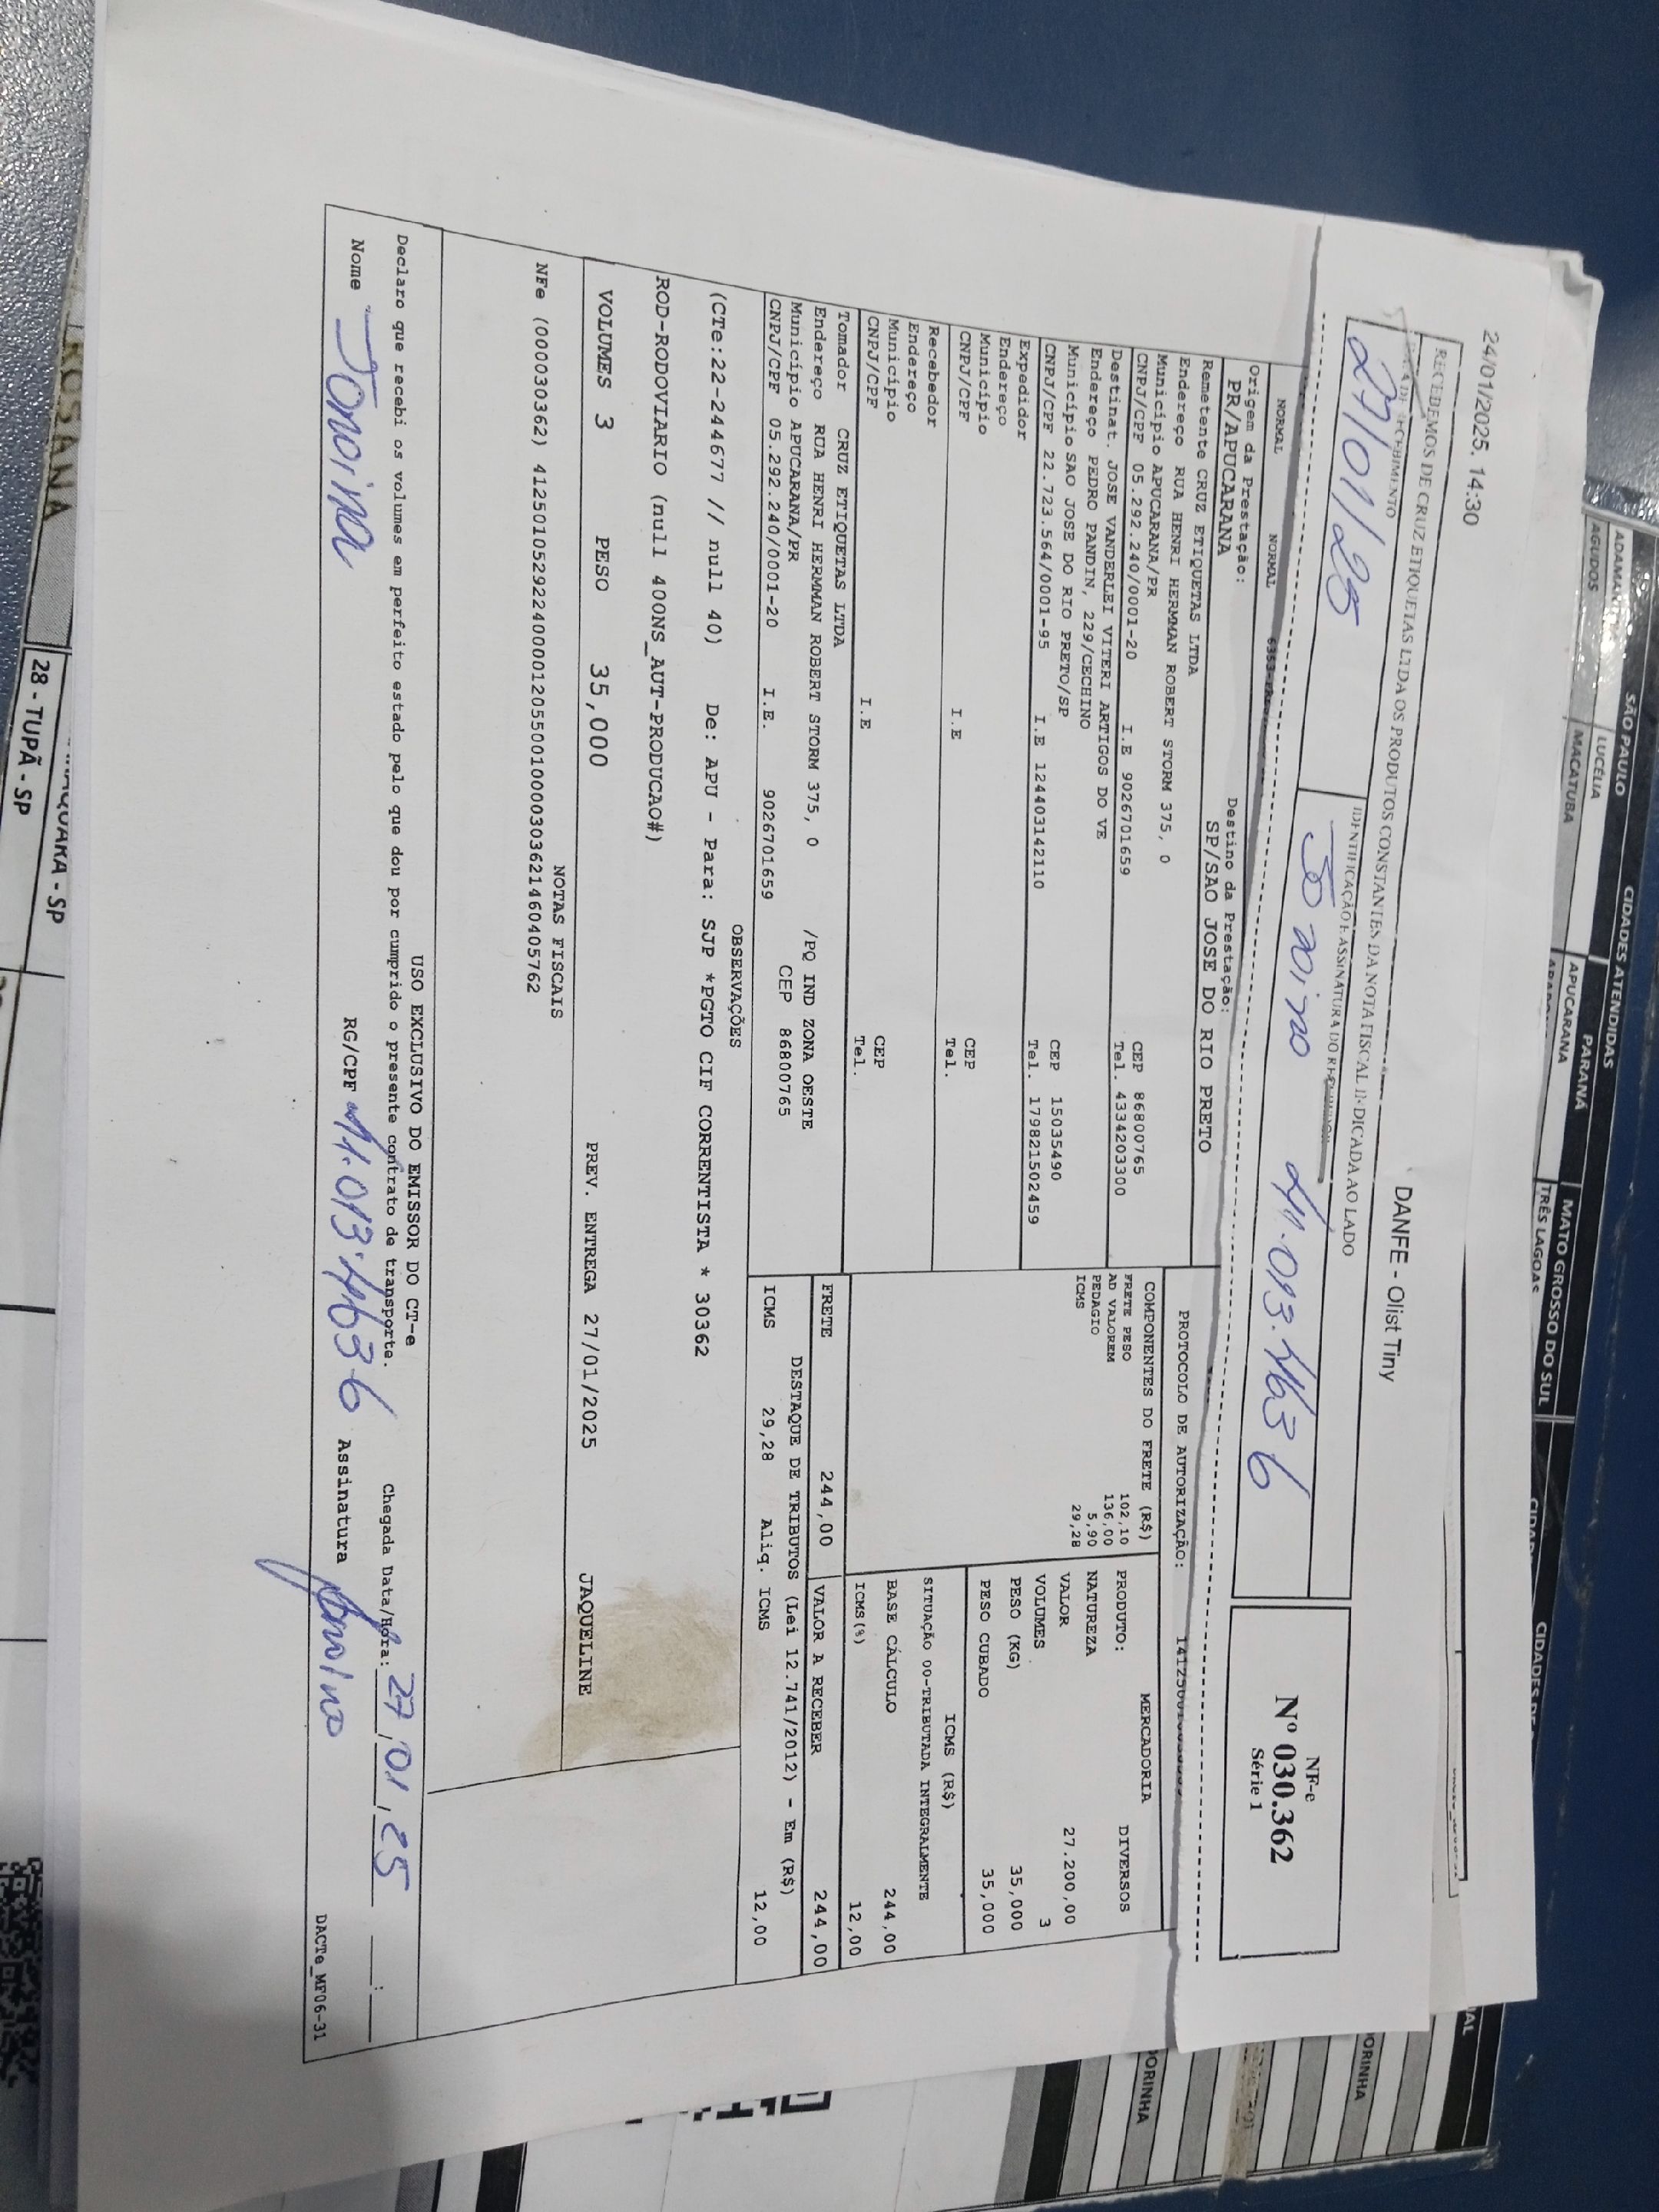 24/01/2025, 14:30
DANFE - Olist Tiny
RECEBEMOS DE CRUZ ETIQUETAS LTDA OS PRODUTOS CONSTANTES DA NOTA FISCAL INDICADA AO LADO
RECEBIMENTO
IDENTIFICAÇÃO E ASSINATURA DO
27/01/25
Jonaina 41.013.463 6
NF-e
Nº 030.362
Série 1
NORMAL NORMAL
Origem da Prestação:
PR/APUCARANA
Destino da Prestação:
SP/SAO JOSE DO RIO PRETO
PROTOCOLO DE AUTORIZAÇÃO:
Remetente CRUZ ETIQUETAS LTDA
Endereço RUA HENRI HERMMAN ROBERT STORM 375, 0
Município APUCARANA/PR CEP 86800765
CNPJ/CPF 05.292.240/0001-20 I.E 9026701659 Tel. 4334203300
Destinat. JOSE VANDERLEI VITERI ARTIGOS DO VE
Endereço PEDRO PANDIN, 229/CECHINO
Município SAO JOSE DO RIO PRETO/SP CEP 15035490
CNPJ/CPF 22.723.564/0001-95 I.E 124403142110 Tel. 179821502459
Expedidor
Endereço
Município CEP
CNPJ/CPF I.E Tel.
Recebedor
Endereço
Município CEP
CNPJ/CPF I.E Tel.
Tomador CRUZ ETIQUETAS LTDA
Endereço RUA HENRI HERMMAN ROBERT STORM 375, 0 /PQ IND ZONA OESTE
Município APUCARANA/PR CEP 86800765
CNPJ/CPF 05.292.240/0001-20 I.E. 9026701659
COMPONENTES DO FRETE (R$)
FRETE PESO 102,10
AD VALOREM 136,00
PEDAGIO 5,90
ICMS 29,28
MERCADORIA
PRODUTO: DIVERSOS
NATUREZA
VALOR 27.200,00
VOLUMES 3
PESO (KG) 35,000
PESO CUBADO 35,000
ICMS (R$)
SITUAÇÃO 00-TRIBUTADA INTEGRALMENTE
BASE CÁLCULO 244,00
ICMS(%) 12,00
FRETE 244,00 VALOR A RECEBER 244,00
DESTAQUE DE TRIBUTOS (Lei 12.741/2012) - Em (R$)
ICMS 29,28 Aliq. ICMS 12,00
OBSERVAÇÕES
(CTe:22-244677 // null 40) De: APU - Para: SJP *PGTO CIF CORRENTISTA * 30362
ROD-RODOVIARIO (null 400NS_AUT-PRODUCAO#)
VOLUMES 3 PESO 35,000 PREV. ENTREGA 27/01/2025 JAQUELINE
NOTAS FISCAIS
NFe (000030362) 41250105292240000120550010000303621460405762
USO EXCLUSIVO DO EMISSOR DO CT-e
Declaro que recebi os volumes em perfeito estado pelo que dou por cumprido o presente contrato de transporte.
Chegada Data/Hora: 27/01/25 :
Nome Jonaina RG/CPF 41.013.463 6 Assinatura Jonaina
DACTe_MF06-31
CIDADES ATENDIDAS
SÃO PAULO
PARANÁ
MATO GROSSO DO SUL
LUCÉLIA
APUCARANA
TRÊS LAGOAS
AGUDOS
MACATUBA
ROSANA
28 - TUPÃ - SP